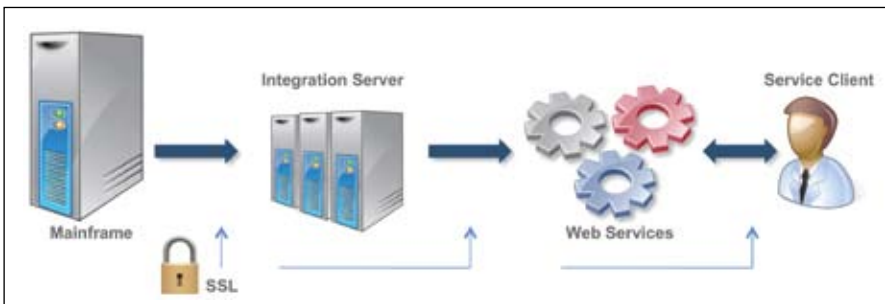 Integration Server
Service Client
Mainframe
Web Services
SSL